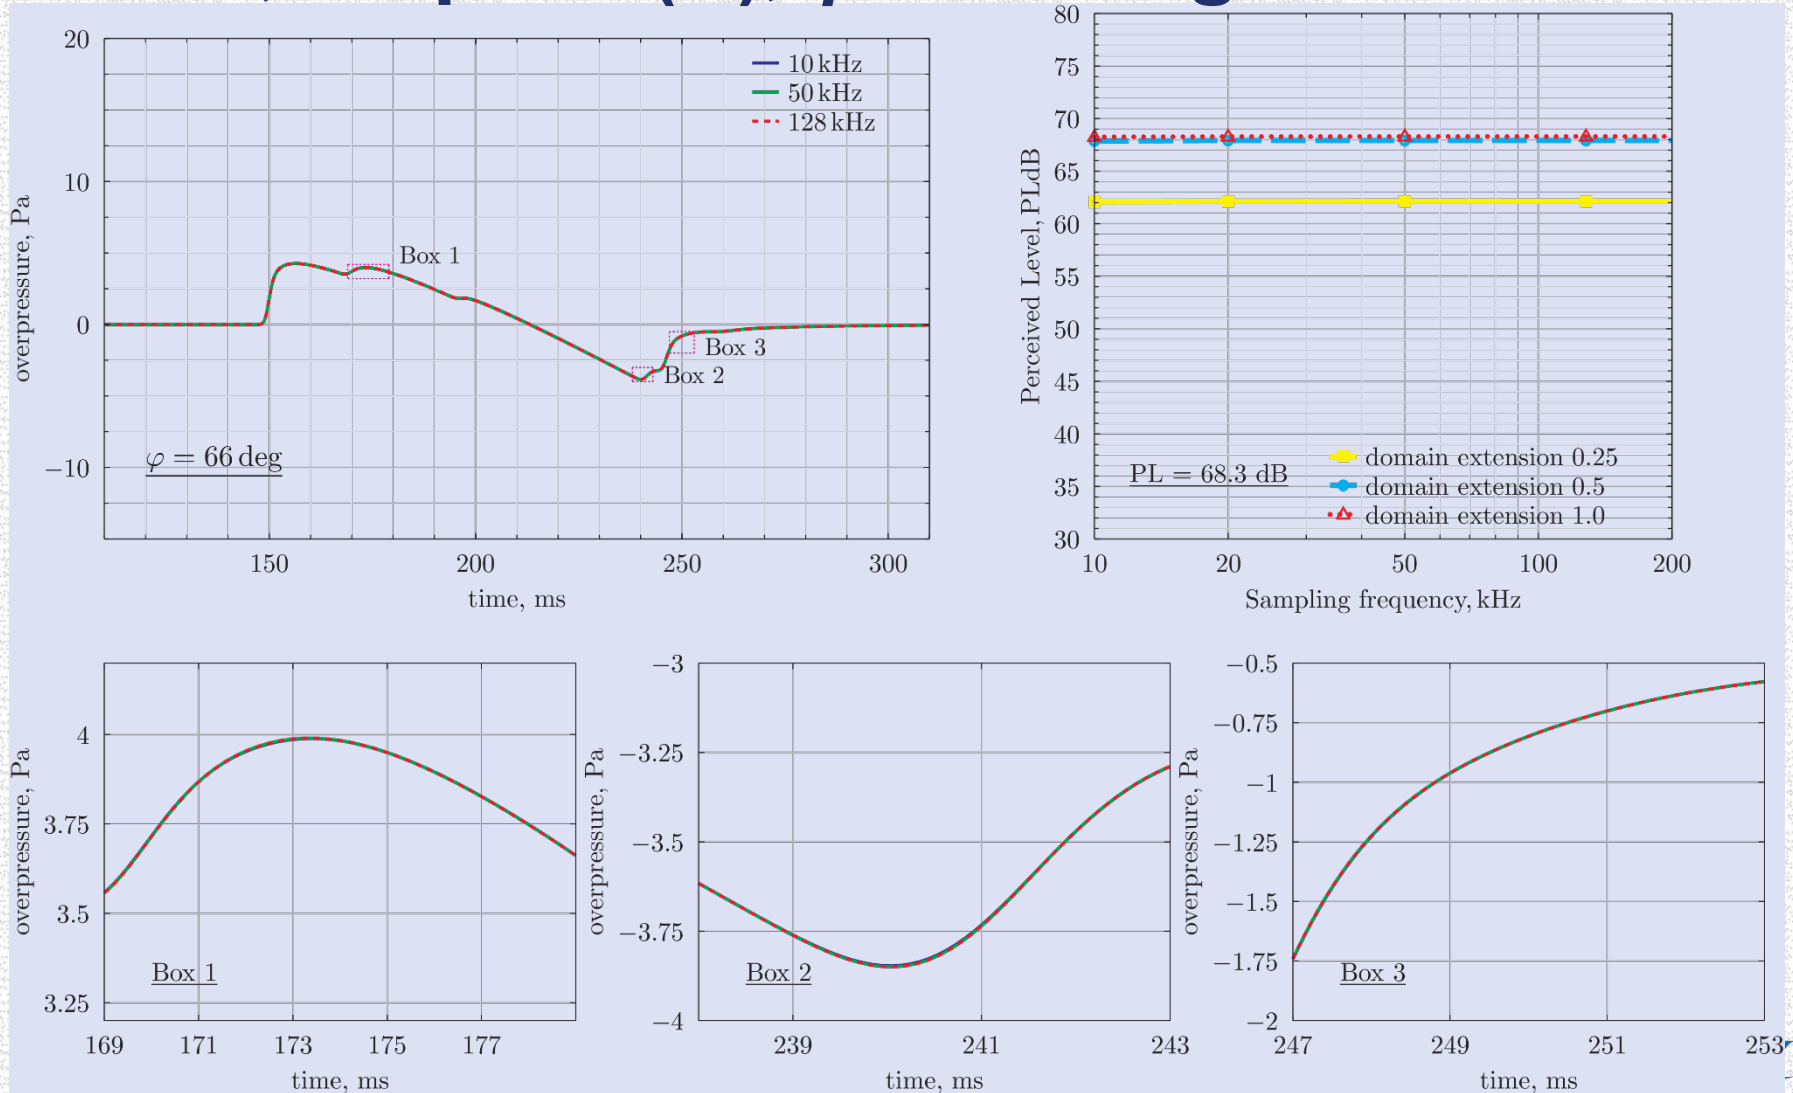 20
10
0
−10
overpressure, Pa
10 kHz
50 kHz
128 kHz
Box 1
Box 3
Box 2
φ = 66 deg
150 200 250 300
time, ms
80
75
70
65
60
55
50
45
40
35
30
Perceived Level, PLdB
PL = 68.3 dB
domain extension 0.25
domain extension 0.5
domain extension 1.0
10 20 50 100 200
Sampling frequency, kHz
4
3.75
3.5
3.25
overpressure, Pa
Box 1
169 171 173 175 177
time, ms
−3
−3.25
−3.5
−3.75
−4
overpressure, Pa
Box 2
239 241 243
time, ms
−0.5
−0.75
−1
−1.25
−1.5
−1.75
−2
overpressure, Pa
Box 3
247 249 251 253
time, ms